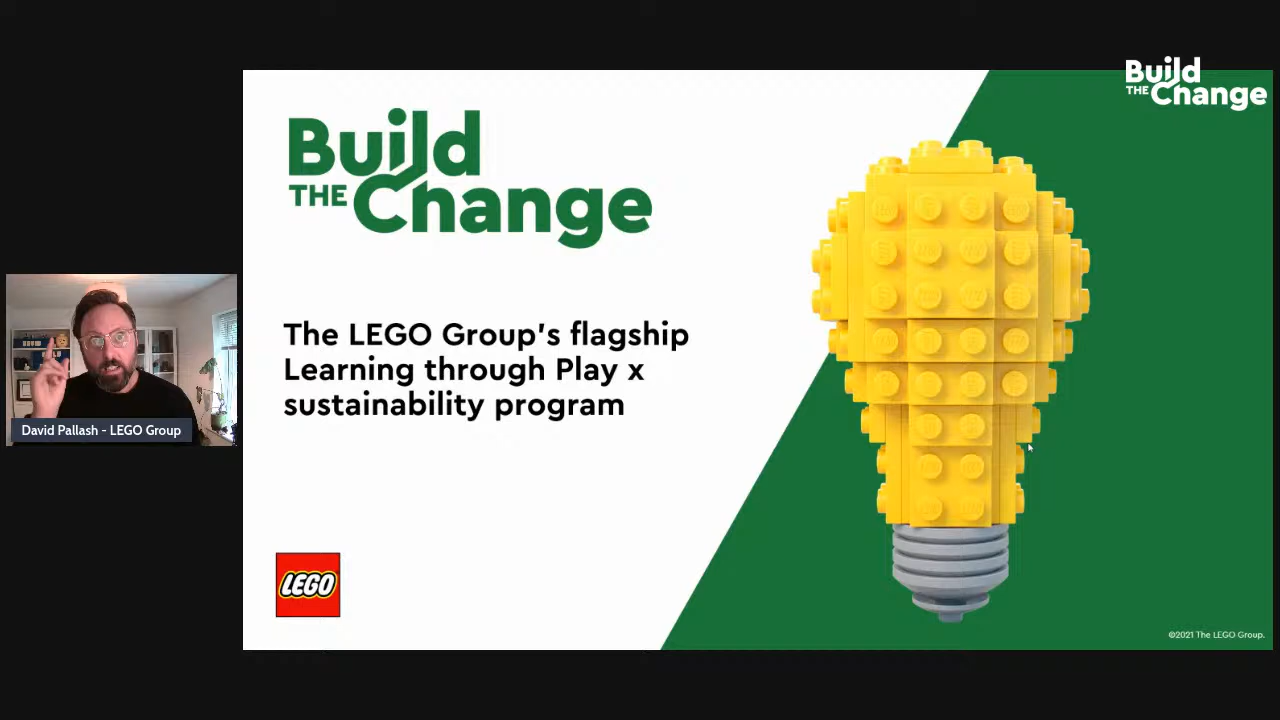 Build
THE Change
Build
THE Change
The LEGO Group's flagship
Learning through Play x
sustainability program
David Pallash - LEGO Group
LEGO
©2021 The LEGO Group.